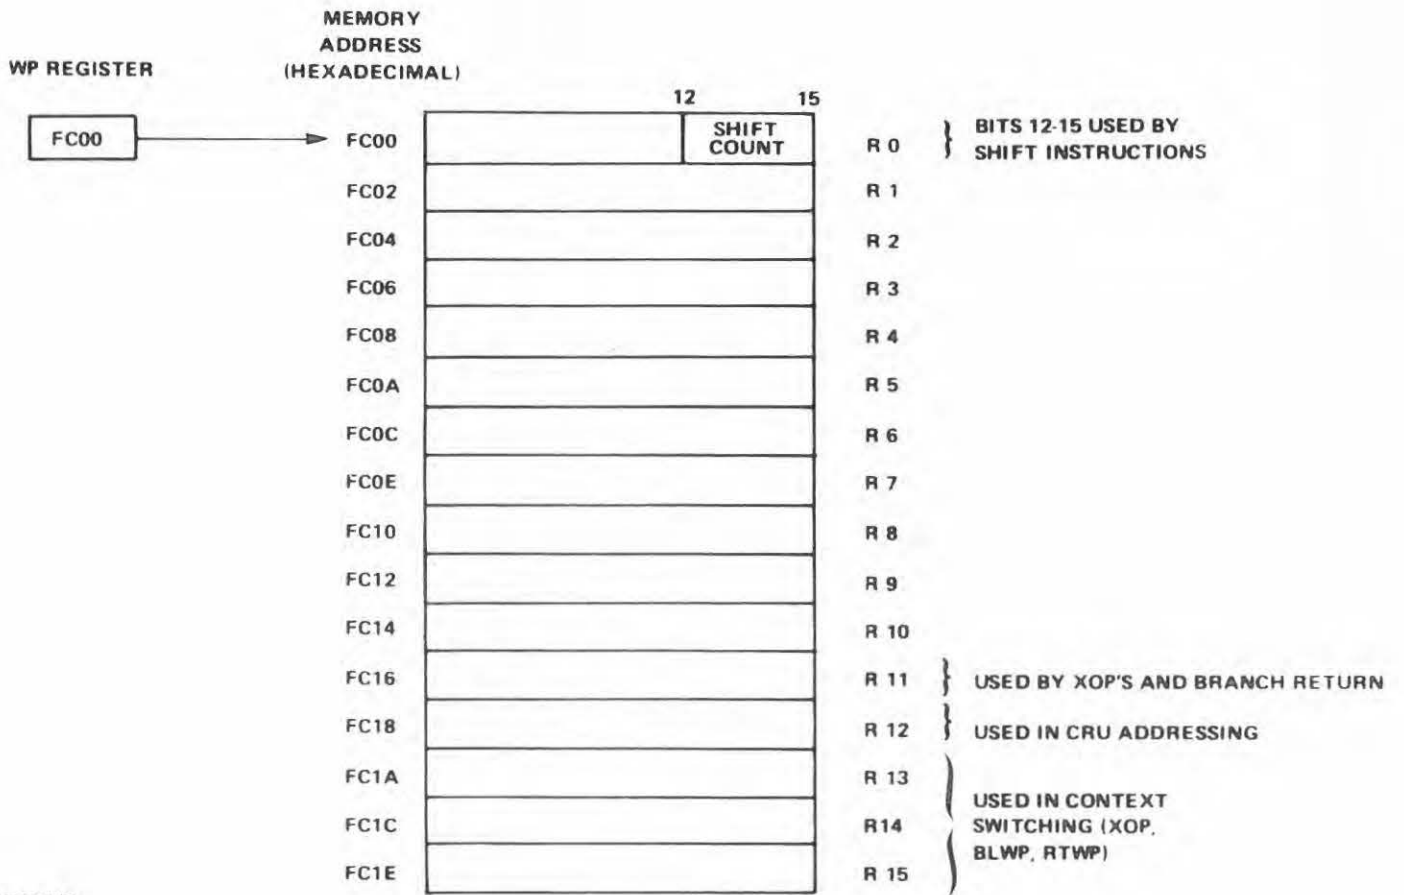 MEMORY
ADDRESS
(HEXADECIMAL)
WP REGISTER
12 15
FC00
FC00
SHIFT
COUNT
R 0
BITS 12-15 USED BY
SHIFT INSTRUCTIONS
FC02 R 1
FC04 R 2
FC06 R 3
FC08 R 4
FC0A R 5
FC0C R 6
FC0E R 7
FC10 R 8
FC12 R 9
FC14 R 10
FC16 R 11 USED BY XOP'S AND BRANCH RETURN
FC18 R 12 USED IN CRU ADDRESSING
FC1A R 13
FC1C R14
FC1E R 15
USED IN CONTEXT
SWITCHING (XOP,
BLWP, RTWP)